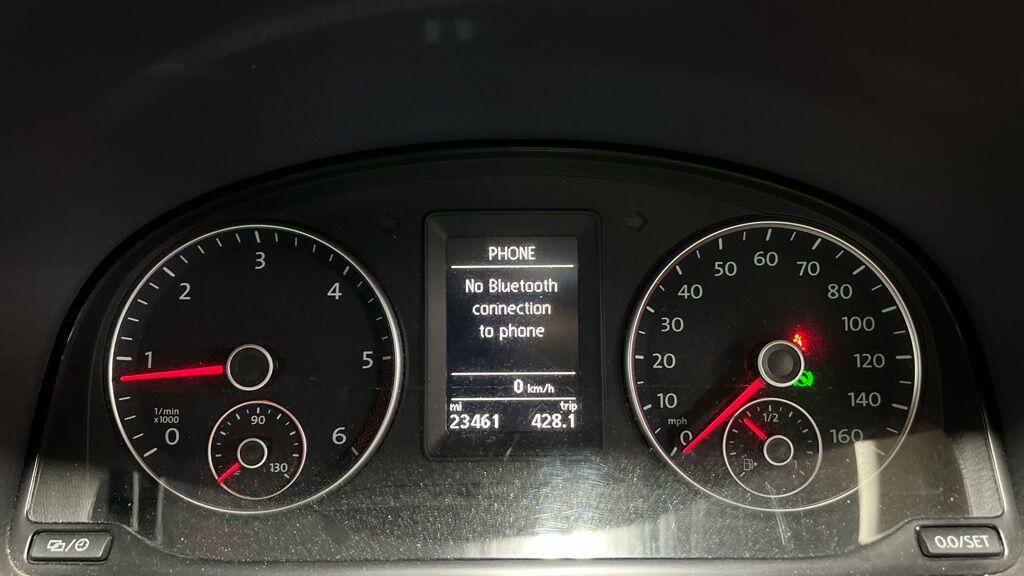 1/min
x1000
0
1
2
3
4
5
6
90
130
PHONE
No Bluetooth
connection
to phone
0 km/h
mi trip
23461 428.1
mph
0
10
20
30
40
50
60
70
80
100
120
140
160
1/2
1
0.0/SET